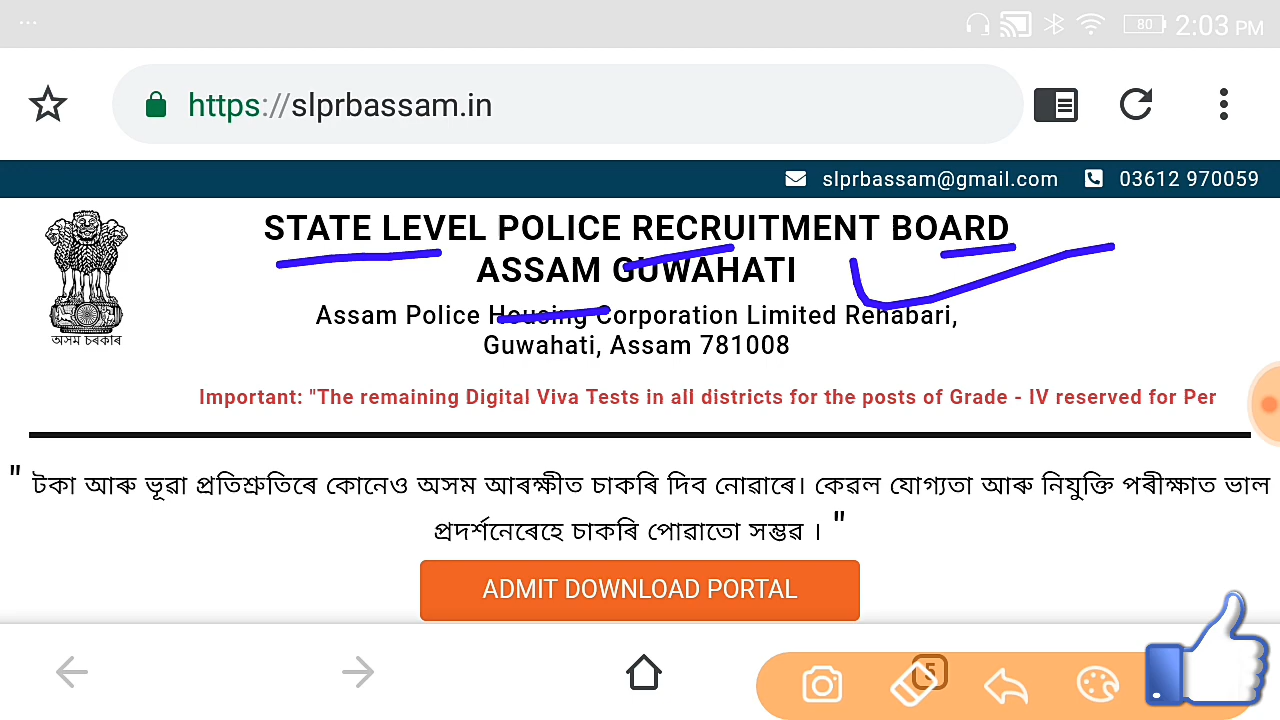 80 2:03 PM
https://slprbassam.in
slprbassam@gmail.com 03612 970059
STATE LEVEL POLICE RECRUITMENT BOARD
ASSAM GUWAHATI
Assam Police Housing Corporation Limited Rehabari,
Guwahati, Assam 781008
অসম চৰকাৰ
Important: "The remaining Digital Viva Tests in all districts for the posts of Grade - IV reserved for Per
" টকা আৰু ভূৱা প্ৰতিশ্ৰুতিৰে কোনেও অসম আৰক্ষীত চাকৰি দিব নোৱাৰে। কেৱল যোগ্যতা আৰু নিযুক্তি পৰীক্ষাত ভাল
প্ৰদৰ্শনেৰেহে চাকৰি পোৱাতো সম্ভৱ । "
ADMIT DOWNLOAD PORTAL
5